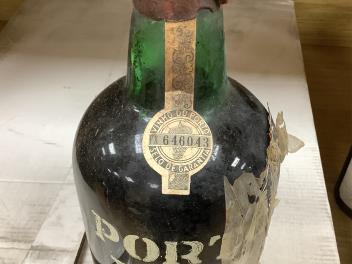 VINHO DO PORTO
646043
SELO DE GARANTIA
PORT